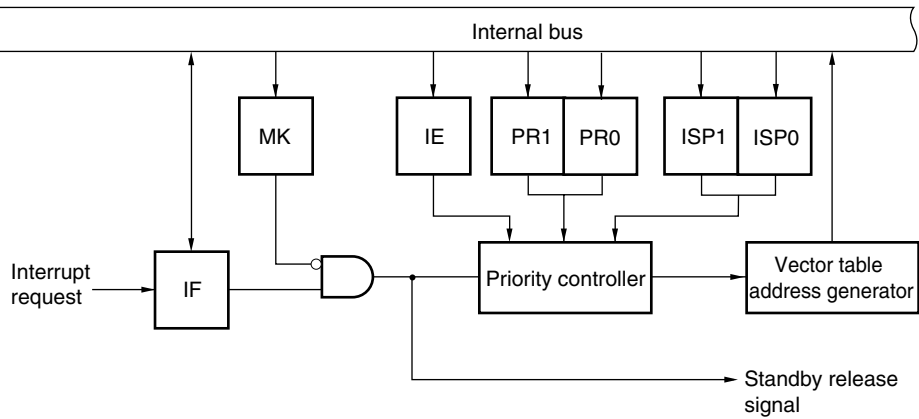 Internal bus
MK
IE
PR1
PR0
ISP1
ISP0
Interrupt
request
IF
Priority controller
Vector table
address generator
Standby release
signal